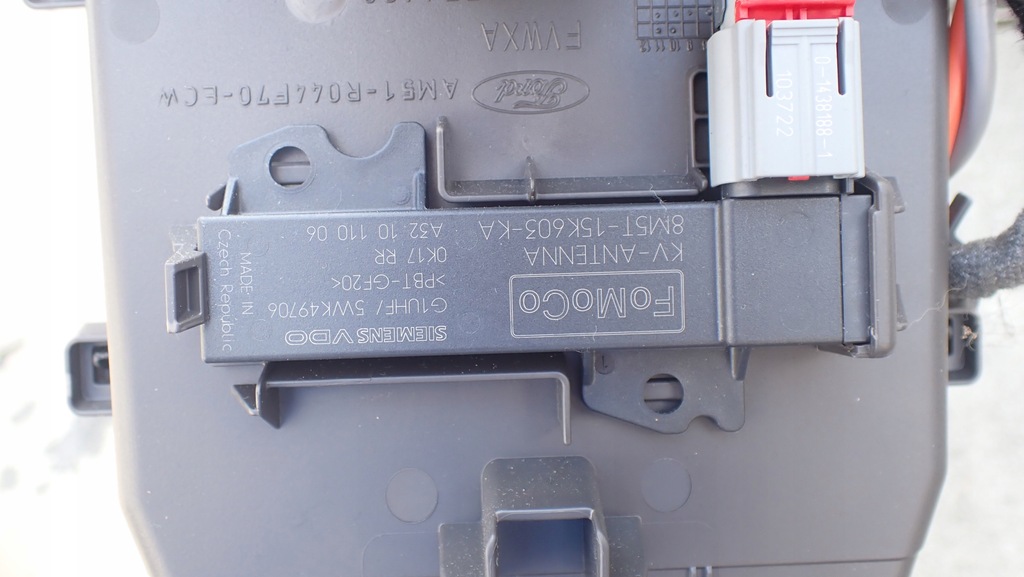 FoMoCo
KV-ANTENNA
8M5T-15K603-KA
SIEMENS VDO
G1UHF/ 5WK49706
>PBT-GF20<
0K17 RR
A32 10 110 06
MADE IN
Czech Republic
Ford
AM51-R044F70-ECW
FVWXA
0-1438188-1
103722